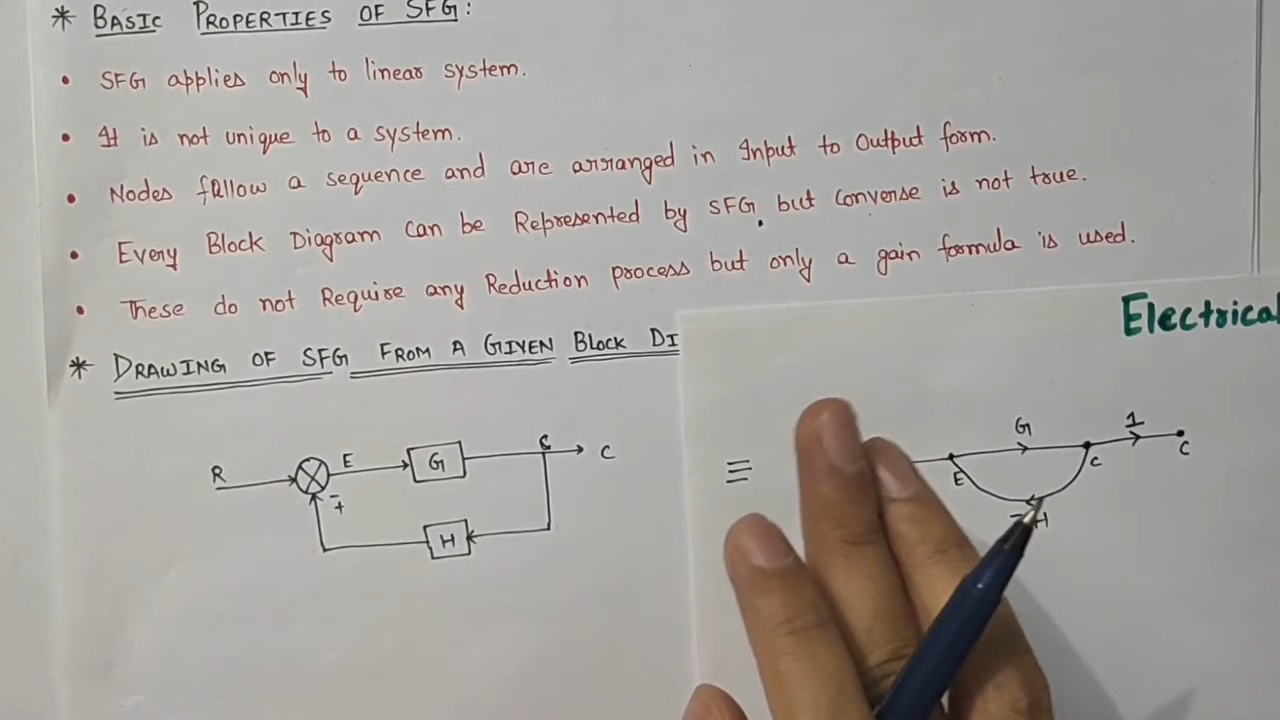 * BASIC PROPERTIES OF SFG:
• SFG applies only to linear system.
• It is not unique to a system.
• Nodes follow a sequence and are arranged in Input to Output form.
• Every Block Diagram can be Represented by SFG, but Converse is not true.
• These do not Require any Reduction process but only a gain formula is used.
Electrical
* DRAWING OF SFG FROM A GIVEN BLOCK DI
R E G C C
- +
H
≡ G 1
E C C
-H